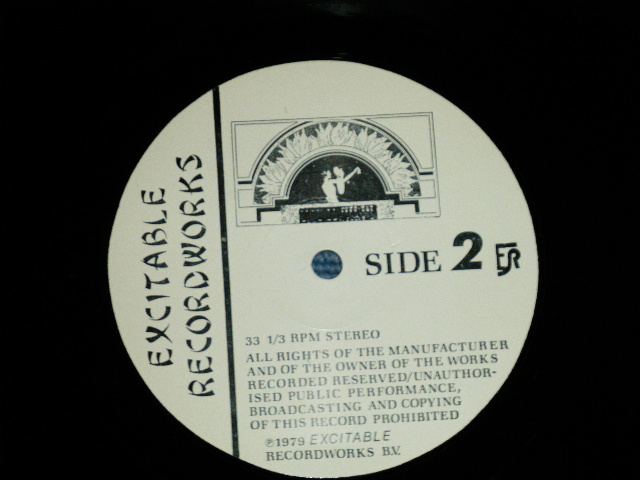 EXCITABLE
RECORDWORKS
SIDE 2 EJR
33 1/3 RPM STEREO
ALL RIGHTS OF THE MANUFACTURER
AND OF THE OWNER OF THE WORKS
RECORDED RESERVED/UNAUTHOR-
ISED PUBLIC PERFORMANCE,
BROADCASTING AND COPYING
OF THIS RECORD PROHIBITED
℗1979 EXCITABLE
RECORDWORKS B.V.